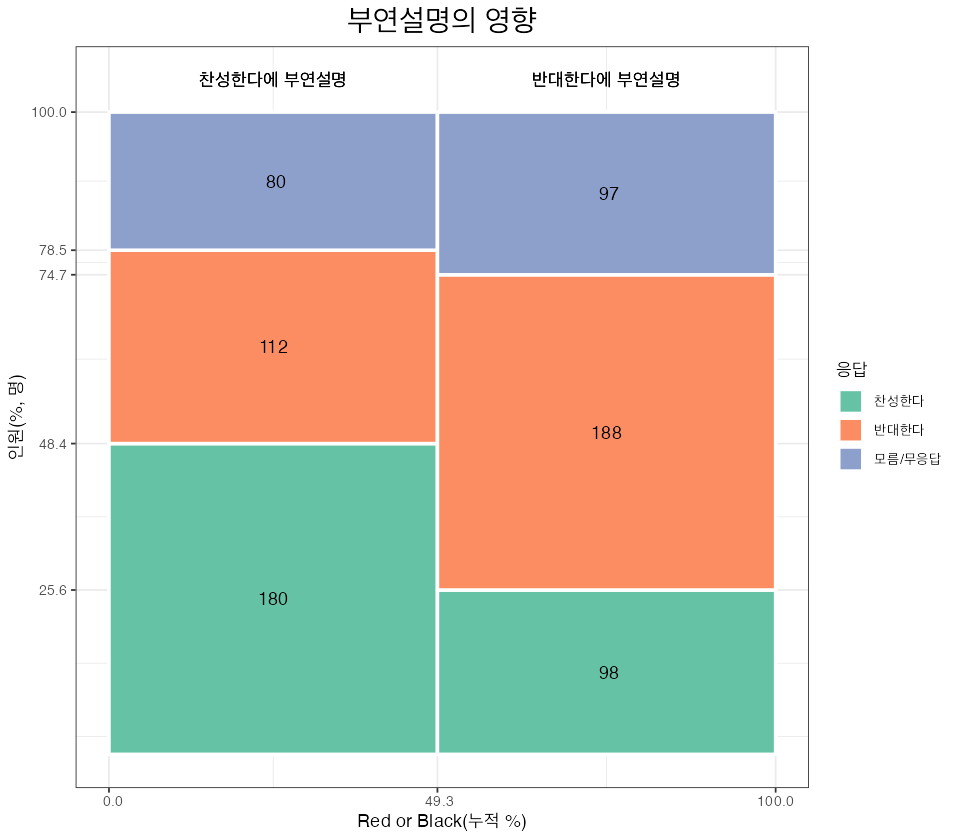 부연설명의 영향
찬성한다에 부연설명
반대한다에 부연설명
100.0
78.5
74.7
48.4
25.6
인원(%, 명)
80
97
112
188
180
98
0.0
49.3
100.0
Red or Black(누적 %)
응답
찬성한다
반대한다
모름/무응답